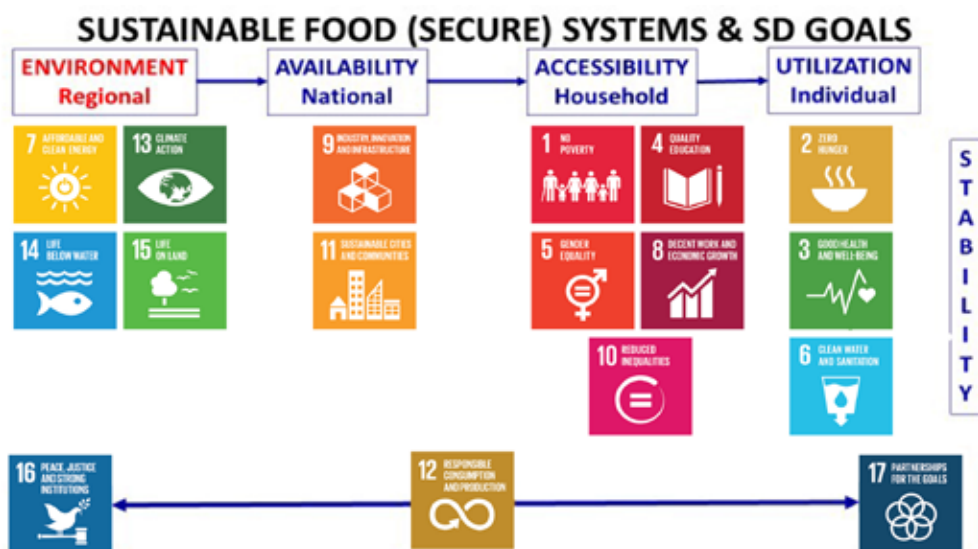 SUSTAINABLE FOOD (SECURE) SYSTEMS & SD GOALS
ENVIRONMENT
Regional
AVAILABILITY
National
ACCESSIBILITY
Household
UTILIZATION
Individual
7 AFFORDABLE AND
CLEAN ENERGY
13 CLIMATE
ACTION
9 INDUSTRY, INNOVATION
AND INFRASTRUCTURE
1 NO
POVERTY
4 QUALITY
EDUCATION
2 ZERO
HUNGER
14 LIFE
BELOW WATER
15 LIFE
ON LAND
11 SUSTAINABLE CITIES
AND COMMUNITIES
5 GENDER
EQUALITY
8 DECENT WORK AND
ECONOMIC GROWTH
3 GOOD HEALTH
AND WELL-BEING
10 REDUCED
INEQUALITIES
6 CLEAN WATER
AND SANITATION
S
T
A
B
I
L
I
T
Y
16 PEACE, JUSTICE
AND STRONG
INSTITUTIONS
12 RESPONSIBLE
CONSUMPTION
AND PRODUCTION
17 PARTNERSHIPS
FOR THE GOALS